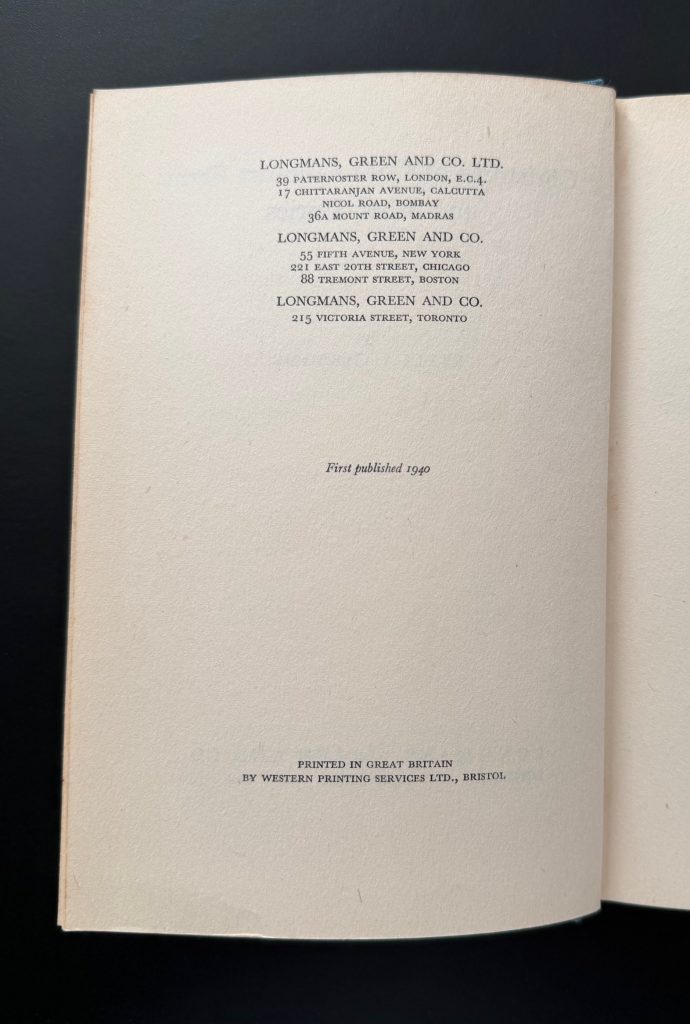 LONGMANS, GREEN AND CO. LTD.
39 PATERNOSTER ROW, LONDON, E.C.4.
17 CHITTARANJAN AVENUE, CALCUTTA
NICOL ROAD, BOMBAY
36A MOUNT ROAD, MADRAS
LONGMANS, GREEN AND CO.
55 FIFTH AVENUE, NEW YORK
221 EAST 20TH STREET, CHICAGO
88 TREMONT STREET, BOSTON
LONGMANS, GREEN AND CO.
215 VICTORIA STREET, TORONTO
First published 1940
PRINTED IN GREAT BRITAIN
BY WESTERN PRINTING SERVICES LTD., BRISTOL